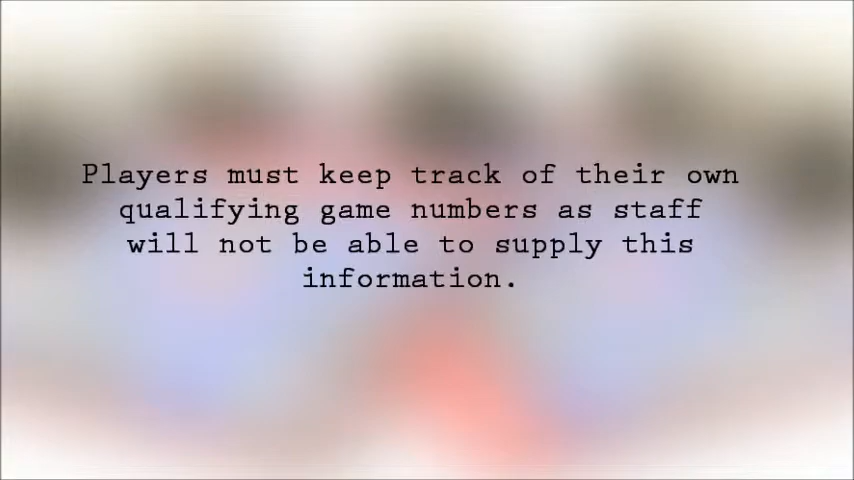 Players must keep track of their own
qualifying game numbers as staff
will not be able to supply this
information.